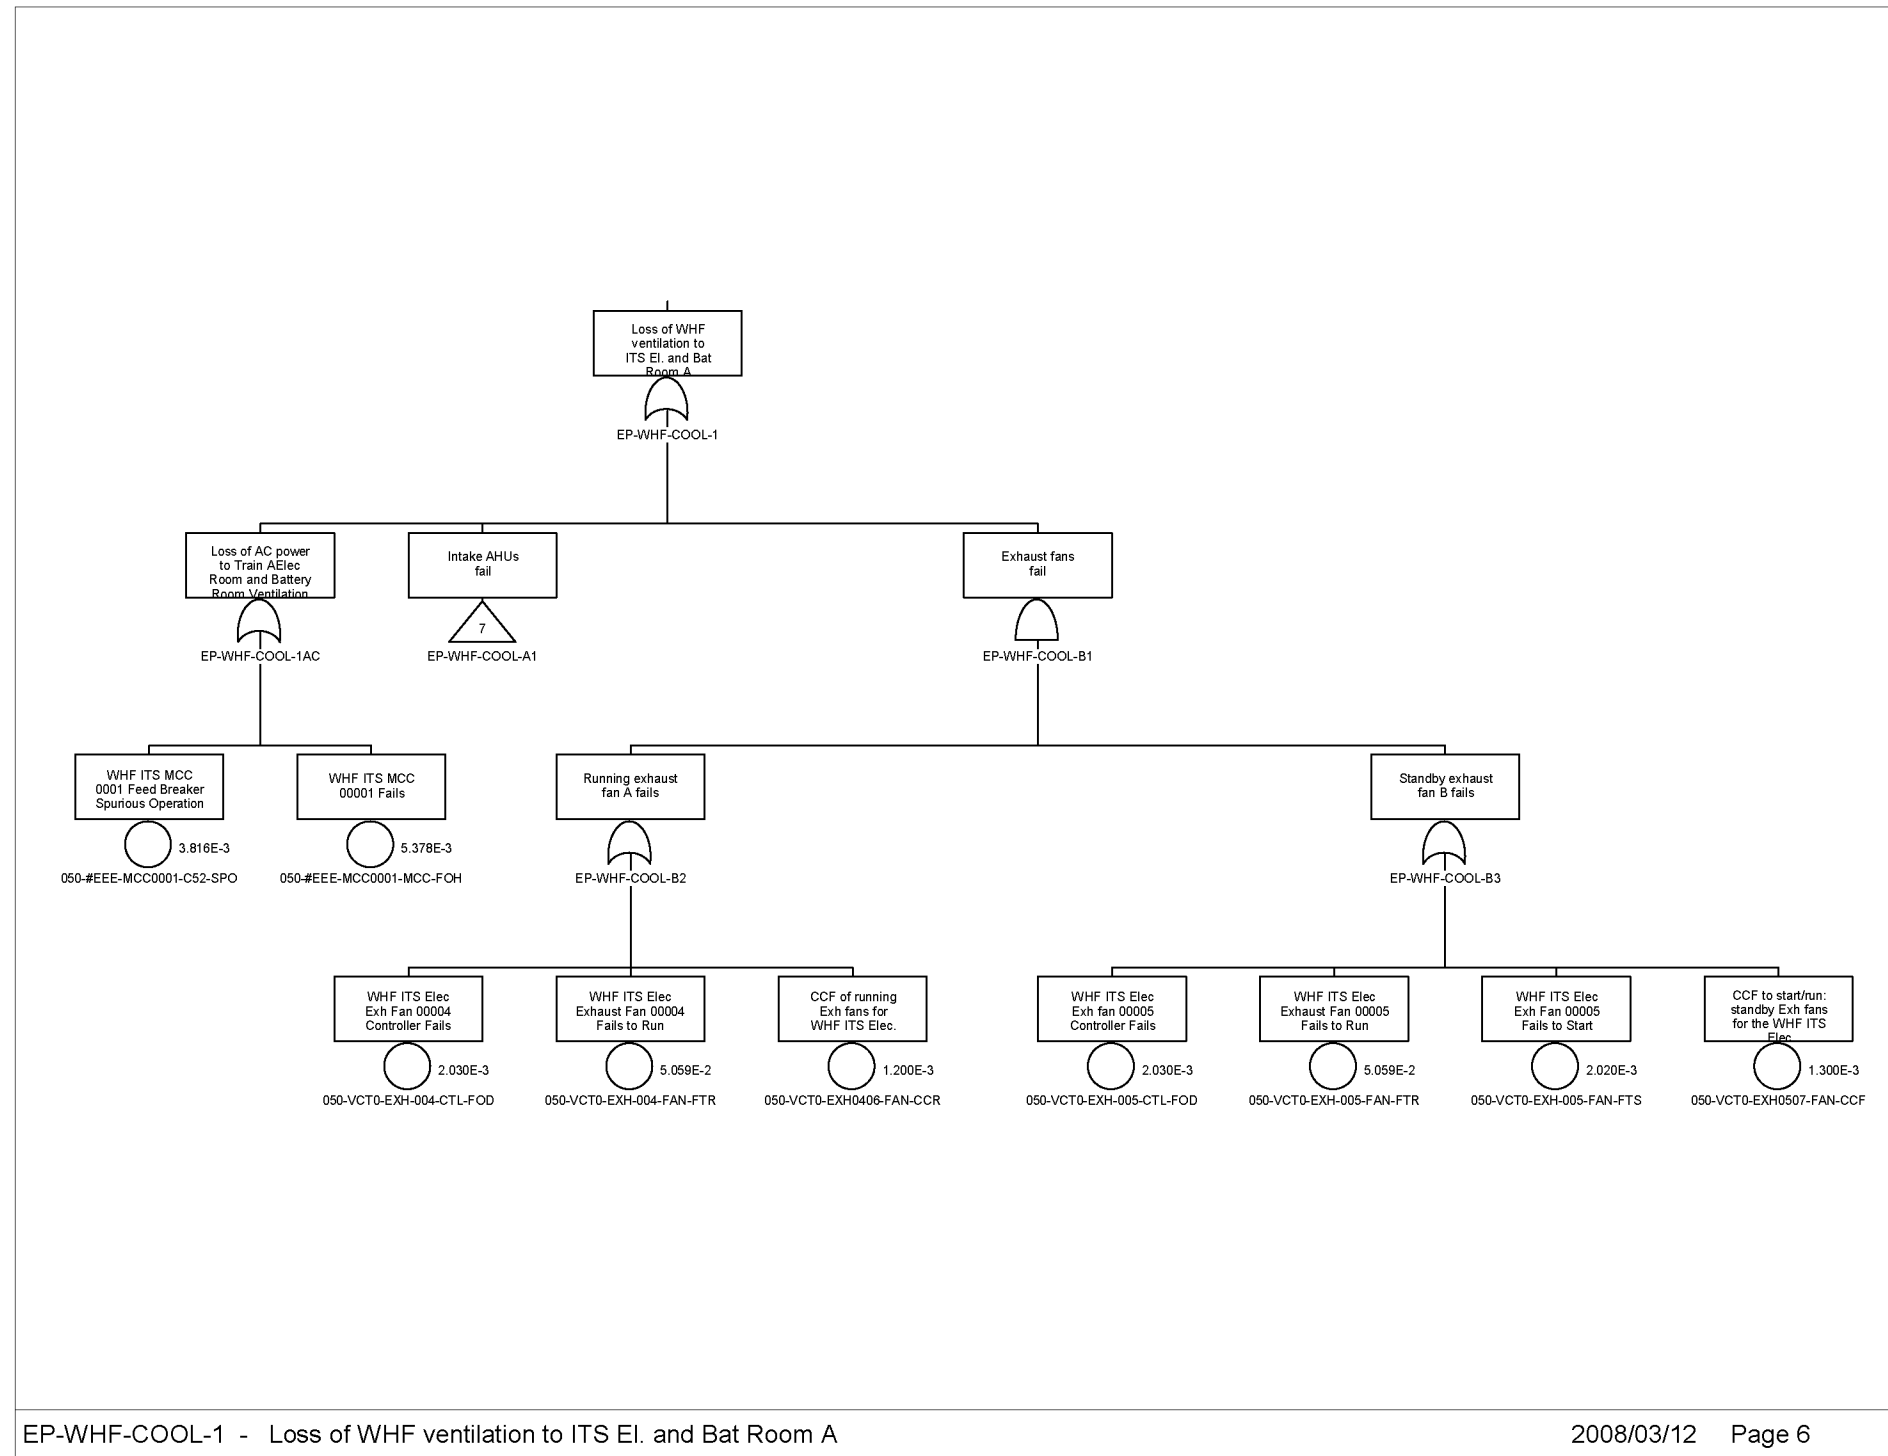 Loss of WHF
ventilation to
ITS El. and Bat
Room A
EP-WHF-COOL-1
Loss of AC power
to Train AElec
Room and Battery
Room Ventilation
EP-WHF-COOL-1AC
Intake AHUs
fail
7
EP-WHF-COOL-A1
Exhaust fans
fail
EP-WHF-COOL-B1
WHF ITS MCC
0001 Feed Breaker
Spurious Operation
3.816E-3
050-#EEE-MCC0001-C52-SPO
WHF ITS MCC
00001 Fails
5.378E-3
050-#EEE-MCC0001-MCC-FOH
Running exhaust
fan A fails
EP-WHF-COOL-B2
Standby exhaust
fan B fails
EP-WHF-COOL-B3
WHF ITS Elec
Exh Fan 00004
Controller Fails
2.030E-3
050-VCT0-EXH-004-CTL-FOD
WHF ITS Elec
Exhaust Fan 00004
Fails to Run
5.059E-2
050-VCT0-EXH-004-FAN-FTR
CCF of running
Exh fans for
WHF ITS Elec.
1.200E-3
050-VCT0-EXH0406-FAN-CCR
WHF ITS Elec
Exh fan 00005
Controller Fails
2.030E-3
050-VCT0-EXH-005-CTL-FOD
WHF ITS Elec
Exhaust Fan 00005
Fails to Run
5.059E-2
050-VCT0-EXH-005-FAN-FTR
WHF ITS Elec
Exh Fan 00005
Fails to Start
2.020E-3
050-VCT0-EXH-005-FAN-FTS
CCF to start/run:
standby Exh fans
for the WHF ITS
Elec
1.300E-3
050-VCT0-EXH0507-FAN-CCF
EP-WHF-COOL-1 - Loss of WHF ventilation to ITS El. and Bat Room A
2008/03/12 Page 6